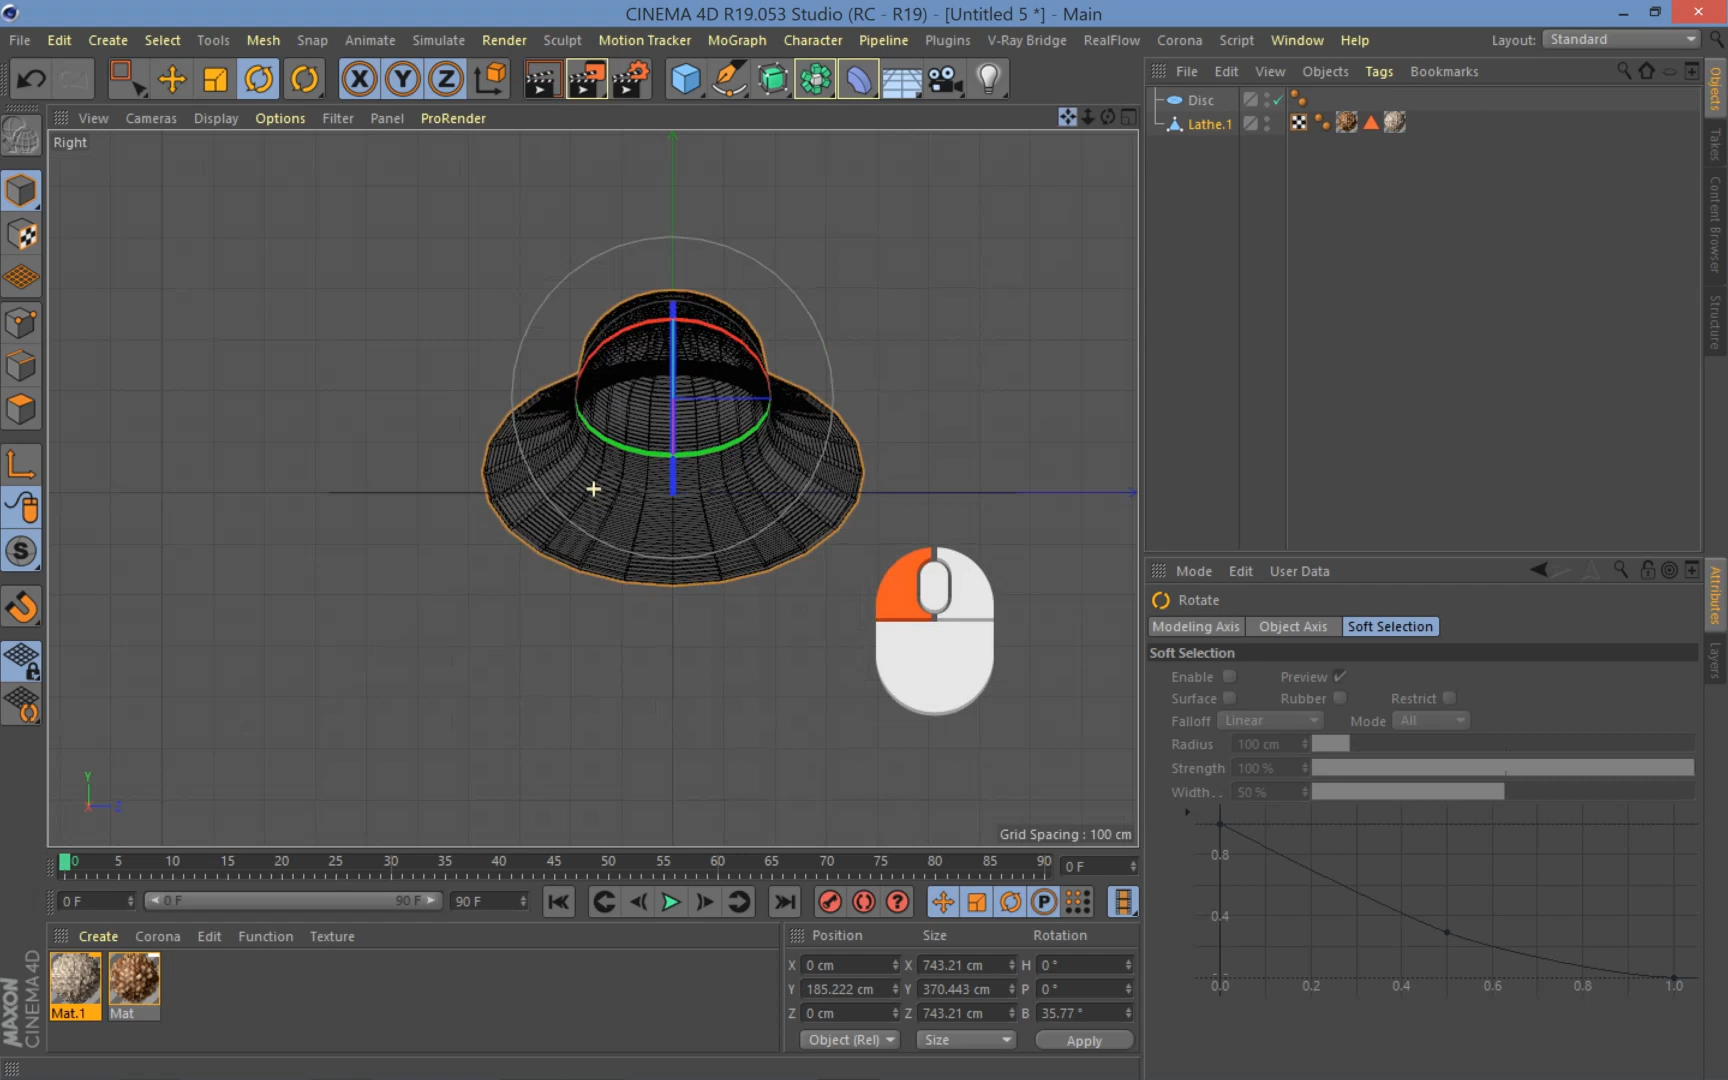 CINEMA 4D R19.053 Studio (RC - R19) - [Untitled 5 *] - Main
File Edit Create Select Tools Mesh Snap Animate Simulate Render Sculpt Motion Tracker MoGraph Character Pipeline Plugins V-Ray Bridge RealFlow Corona Script Window Help Layout: Standard
X Y Z
File Edit View Objects Tags Bookmarks
View Cameras Display Options Filter Panel ProRender
Right
Disc
Lathe.1
Objects
Takes
Content Browser
Structure
S
Mode Edit User Data
Rotate
Modeling Axis Object Axis Soft Selection
Soft Selection
Enable Preview
Surface Rubber Restrict
Falloff Linear Mode All
Radius 100 cm
Strength 100 %
Width.. 50 %
Attributes
Layers
0.8
0.4
0.0 0.2 0.4 0.6 0.8 1.0
Y
Grid Spacing : 100 cm
0 5 10 15 20 25 30 35 40 45 50 55 60 65 70 75 80 85 90 0 F
0 F 0 F 90 F 90 F
? P
Create Corona Edit Function Texture
Mat.1 Mat
Position Size Rotation
X 0 cm X 743.21 cm H 0 °
Y 185.222 cm Y 370.443 cm P 0 °
Z 0 cm Z 743.21 cm B 35.77 °
Object (Rel) Size Apply
MAXON
CINEMA 4D